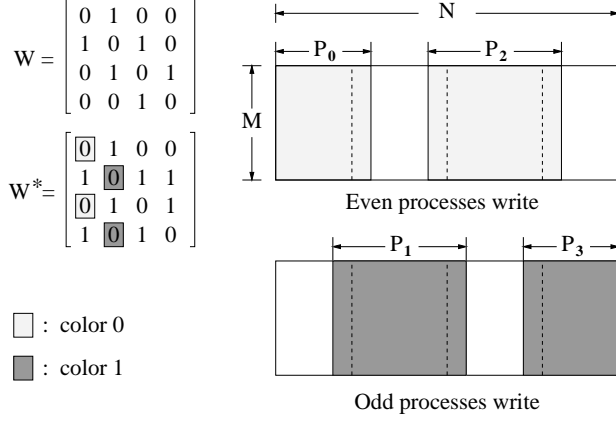 W =
0 1 0 0
1 0 1 0
0 1 0 1
0 0 1 0
W*=
0 1 0 0
1 0 1 1
0 1 0 1
1 0 1 0
: color 0
: color 1
N
P0
P2
M
Even processes write
P1
P3
Odd processes write